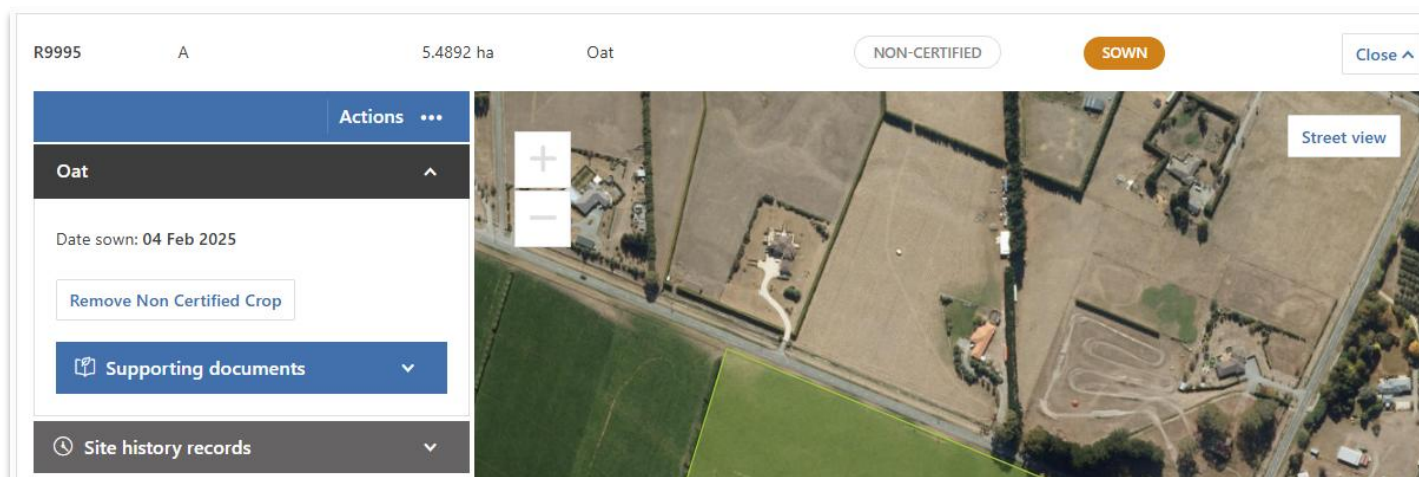 R9995 A 5.4892 ha Oat NON-CERTIFIED SOWN Close
Actions
Street view
Oat
Date sown: 04 Feb 2025
Remove Non Certified Crop
Supporting documents
Site history records